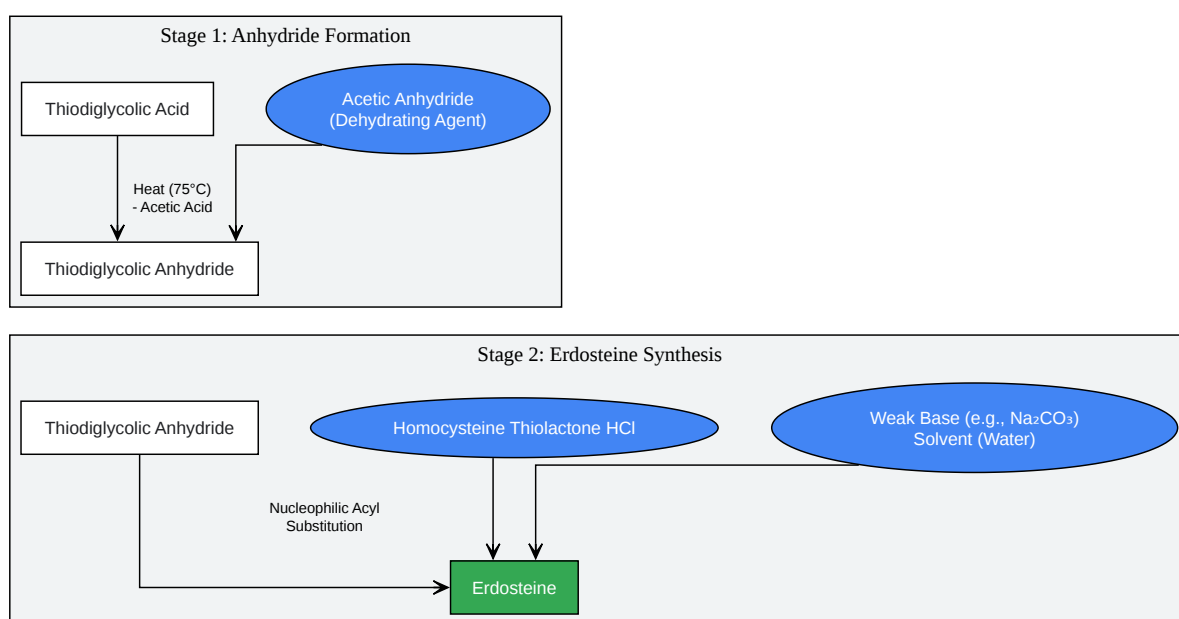 Stage 1: Anhydride Formation
Thiodiglycolic Acid
Acetic Anhydride
(Dehydrating Agent)
Heat (75°C)
- Acetic Acid
Thiodiglycolic Anhydride
Stage 2: Erdosteine Synthesis
Thiodiglycolic Anhydride
Homocysteine Thiolactone HCl
Weak Base (e.g., Na₂CO₃)
Solvent (Water)
Nucleophilic Acyl
Substitution
Erdosteine